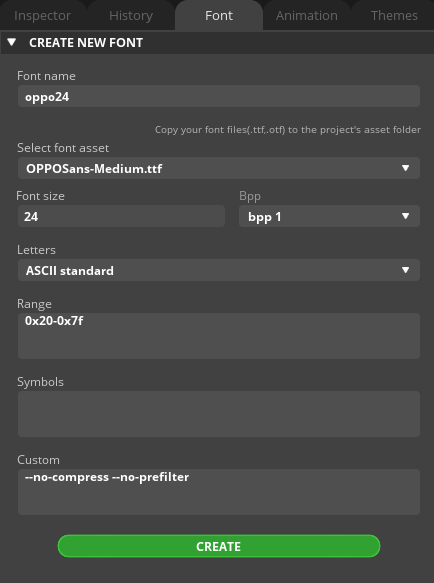 Inspector History Font Animation Themes
CREATE NEW FONT
Font name
oppo24
Copy your font files(.ttf,.otf) to the project's asset folder
Select font asset
OPPOSans-Medium.ttf
Font size Bpp
24 bpp 1
Letters
ASCII standard
Range
0x20-0x7f
Symbols
Custom
--no-compress --no-prefilter
CREATE